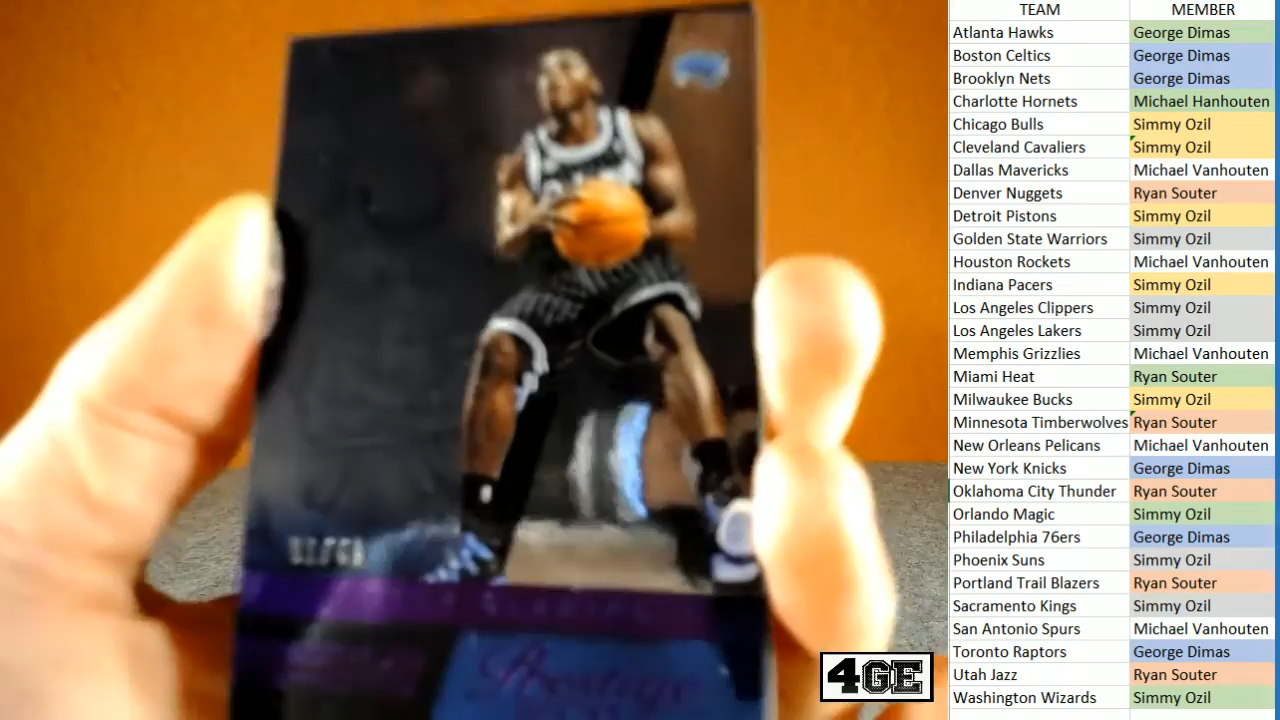 TEAM MEMBER
Atlanta Hawks George Dimas
Boston Celtics George Dimas
Brooklyn Nets George Dimas
Charlotte Hornets Michael Hanhouten
Chicago Bulls Simmy Ozil
Cleveland Cavaliers Simmy Ozil
Dallas Mavericks Michael Vanhouten
Denver Nuggets Ryan Souter
Detroit Pistons Simmy Ozil
Golden State Warriors Simmy Ozil
Houston Rockets Michael Vanhouten
Indiana Pacers Simmy Ozil
Los Angeles Clippers Simmy Ozil
Los Angeles Lakers Simmy Ozil
Memphis Grizzlies Michael Vanhouten
Miami Heat Ryan Souter
Milwaukee Bucks Simmy Ozil
Minnesota Timberwolves Ryan Souter
New Orleans Pelicans Michael Vanhouten
New York Knicks George Dimas
Oklahoma City Thunder Ryan Souter
Orlando Magic Simmy Ozil
Philadelphia 76ers George Dimas
Phoenix Suns Simmy Ozil
Portland Trail Blazers Ryan Souter
Sacramento Kings Simmy Ozil
San Antonio Spurs Michael Vanhouten
Toronto Raptors George Dimas
Utah Jazz Ryan Souter
Washington Wizards Simmy Ozil
4GE